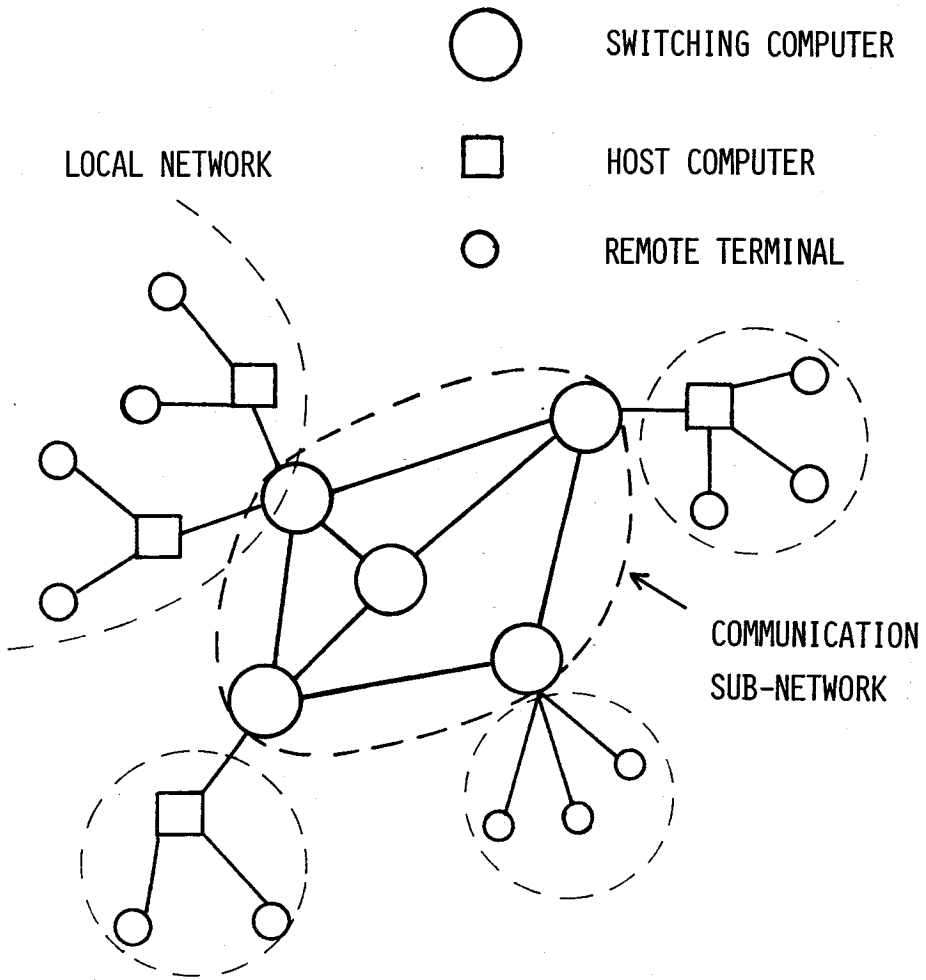 SWITCHING COMPUTER
LOCAL NETWORK
HOST COMPUTER
REMOTE TERMINAL
COMMUNICATION
SUB-NETWORK